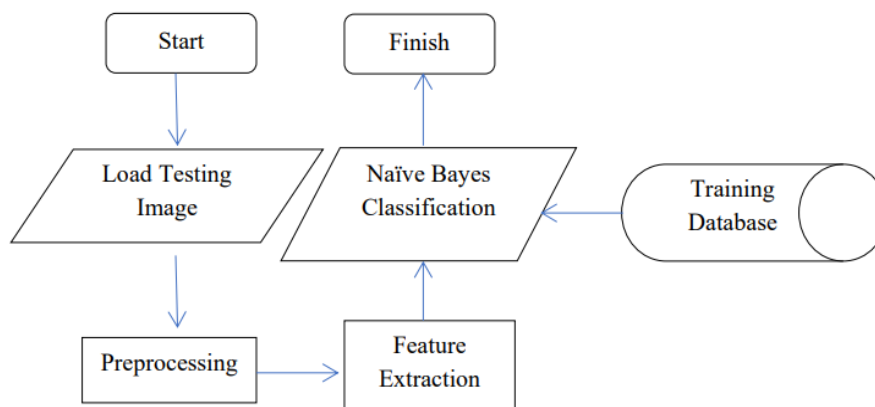 Start
Finish
Load Testing
Image
Naïve Bayes
Classification
Training
Database
Preprocessing
Feature
Extraction